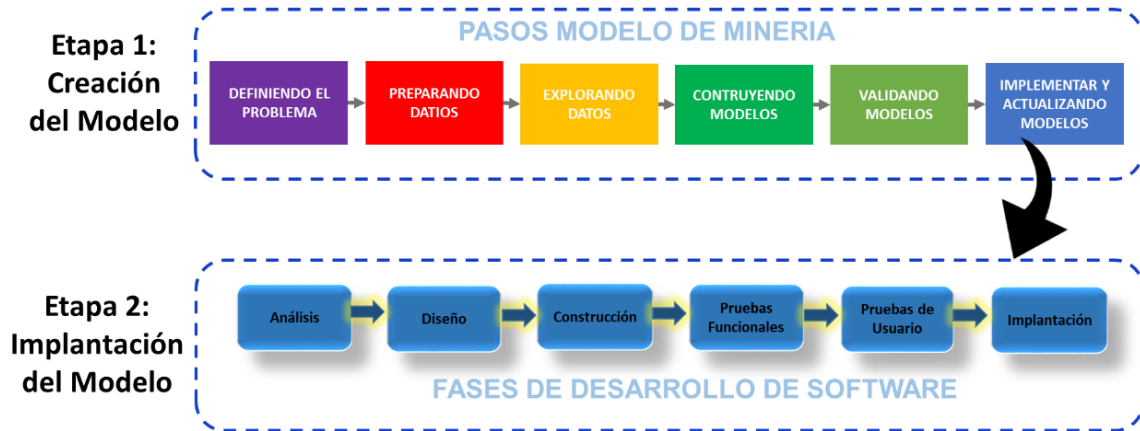 Etapa 1:
Creación
del Modelo
PASOS MODELO DE MINERIA
DEFINIENDO EL
PROBLEMA
PREPARANDO
DATIOS
EXPLORANDO
DATOS
CONTRUYENDO
MODELOS
VALIDANDO
MODELOS
IMPLEMENTAR Y
ACTUALIZANDO
MODELOS
Etapa 2:
Implantación
del Modelo
Análisis
Diseño
Construcción
Pruebas
Funcionales
Pruebas de
Usuario
Implantación
FASES DE DESARROLLO DE SOFTWARE